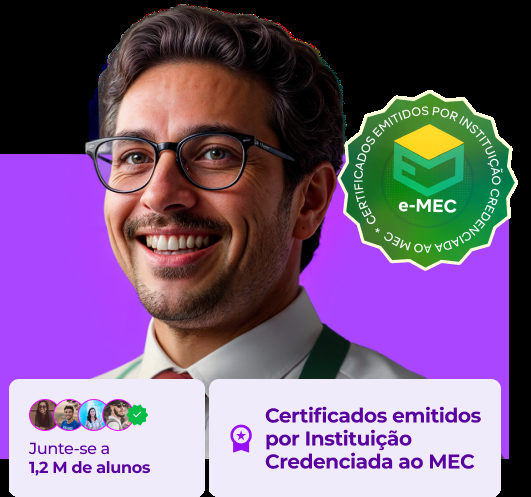 * CERTIFICADOS EMITIDOS POR INSTITUIÇÃO CREDENCIADA AO MEC
e-MEC
Junte-se a
1,2 M de alunos
Certificados emitidos
por Instituição
Credenciada ao MEC